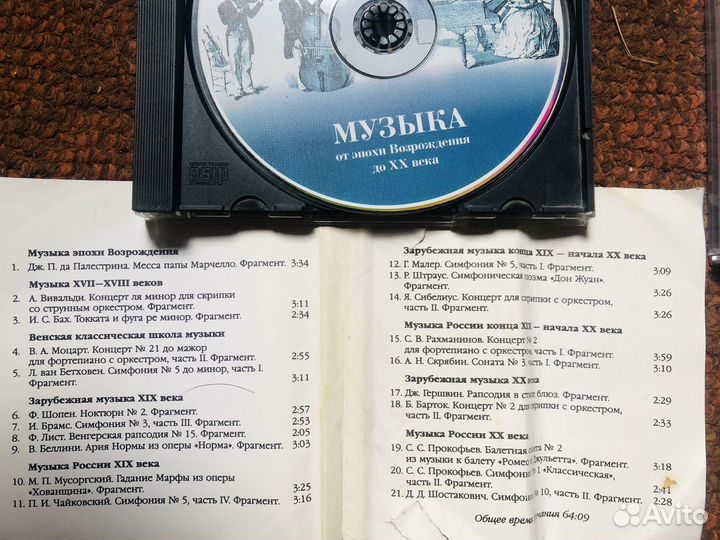 МУЗЫКА
от эпохи Возрождения
до XX века
COMPACT
disc
DIGITAL AUDIO
Музыка эпохи Возрождения
1. Дж. П. да Палестрина. Месса папы Марчелло. Фрагмент. 3:34
Музыка XVII—XVIII веков
2. А. Вивальди. Концерт ля минор для скрипки
со струнным оркестром. Фрагмент. 3:11
3. И. С. Бах. Токката и фуга ре минор. Фрагмент. 2:34
Венская классическая школа музыки
4. В. А. Моцарт. Концерт № 21 до мажор
для фортепиано с оркестром, часть II. Фрагмент. 2:55
5. Л. ван Бетховен. Симфония № 5 до минор, часть I.
Фрагмент. 3:11
Зарубежная музыка XIX века
6. Ф. Шопен. Ноктюрн № 2. Фрагмент. 2:57
7. И. Брамс. Симфония № 3, часть III. Фрагмент. 2:53
8. Ф. Лист. Венгерская рапсодия № 15. Фрагмент. 2:05
9. В. Беллини. Ария Нормы из оперы «Норма». Фрагмент. 3:03
Музыка России XIX века
10. М. П. Мусоргский. Гадание Марфы из оперы
«Хованщина». Фрагмент. 3:25
11. П. И. Чайковский. Симфония № 5, часть IV. Фрагмент. 3:16
Зарубежная музыка конца XIX — начала XX века
12. Г. Малер. Симфония № 5, часть I. Фрагмент. 3:09
13. Р. Штраус. Симфоническая поэма «Дон Жуан».
Фрагмент. 3:26
14. Я. Сибелиус. Концерт для скрипки с оркестром,
часть II. Фрагмент. 3:26
Музыка России конца XIX — начала XX века
15. С. В. Рахманинов. Концерт № 2
для фортепиано с оркестром, часть II. Фрагмент. 3:59
16. А. Н. Скрябин. Соната № 3, часть I. Фрагмент. 3:10
Зарубежная музыка XX века
17. Дж. Гершвин. Рапсодия в стиле блюз. Фрагмент. 2:29
18. Б. Барток. Концерт № 2 для скрипки с оркестром,
часть II. Фрагмент. 2:33
Музыка России XX века
19. С. С. Прокофьев. Балетная сюита № 2
из музыки к балету «Ромео и Джульетта». Фрагмент. 3:18
20. С. С. Прокофьев. Симфония № 1 «Классическая»,
часть III. Фрагмент. 2:41
21. Д. Д. Шостакович. Симфония № 10, часть II. Фрагмент. 2:28
Общее время звучания 64:09
Avito